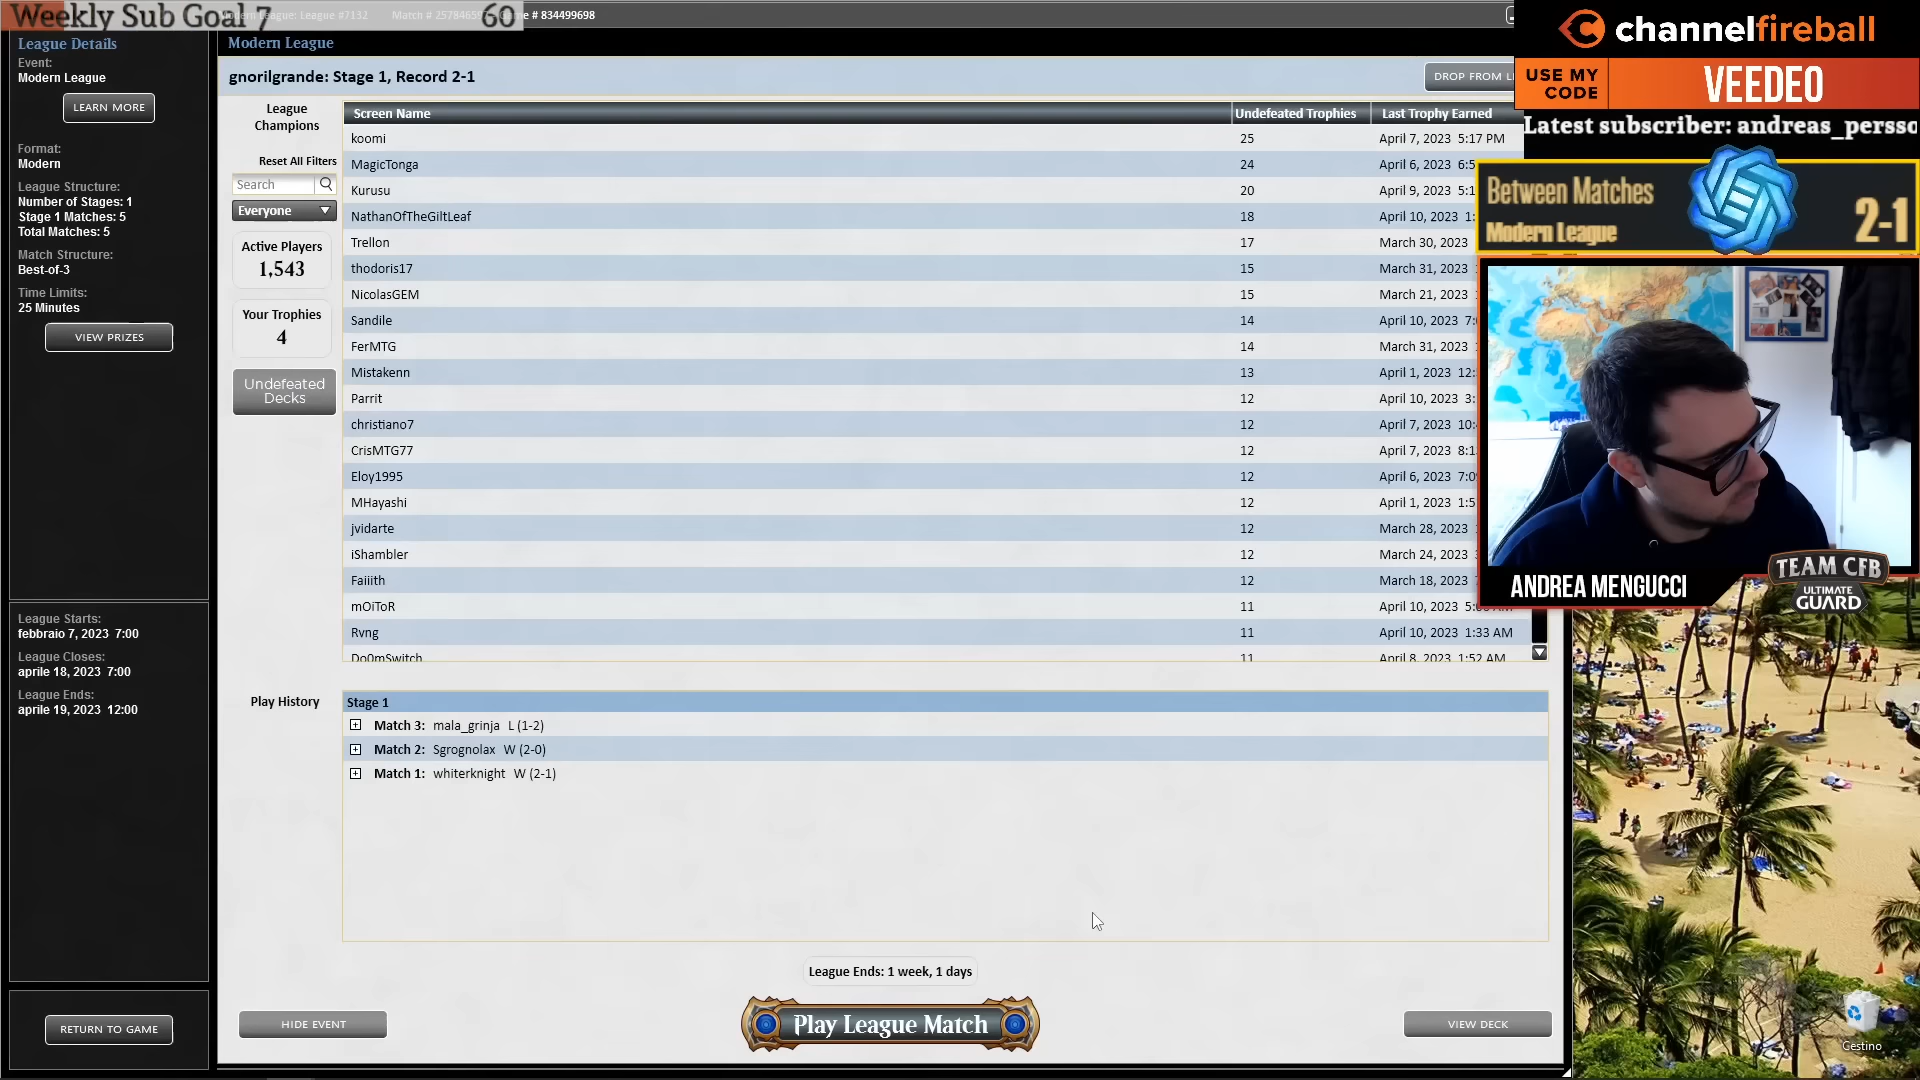 Weekly Sub Goal 7
60
Match #
Game # 834499698
League Details
Event:
Modern League
LEARN MORE
Format:
Modern
League Structure:
Number of Stages: 1
Stage 1 Matches: 5
Total Matches: 5
Match Structure:
Best-of-3
Time Limits:
25 Minutes
VIEW PRIZES
League Starts:
febbraio 7, 2023 7:00
League Closes:
aprile 18, 2023 7:00
League Ends:
aprile 19, 2023 12:00
RETURN TO GAME
Modern League
gnorilgrande: Stage 1, Record 2-1
DROP FROM
League
Champions
Reset All Filters
Search
Everyone
Active Players
1,543
Your Trophies
4
Undefeated
Decks
Screen Name Undefeated Trophies Last Trophy Earned
koomi 25 April 7, 2023 5:17 PM
MagicTonga 24 April 6, 2023
Kurusu 20 April 9, 2023
NathanOfTheGiltLeaf 18 April 10, 2023
Trellon 17 March 30, 2023
thodoris17 15 March 31, 2023
NicolasGEM 15 March 21, 2023
Sandile 14 April 10, 2023
FerMTG 14 March 31, 2023
Mistakenn 13 April 1, 2023
Parrit 12 April 10, 2023
christiano7 12 April 7, 2023
CrisMTG77 12 April 7, 2023
Eloy1995 12 April 6, 2023
MHayashi 12 April 1, 2023
jvidarte 12 March 28, 2023
iShambler 12 March 24, 2023
Faiiith 12 March 18, 2023
mOiToR 11 April 10, 2023
Rvng 11 April 10, 2023 1:33 AM
Do0mSwitch 11 April 8, 2023 1:52 AM
Play History
Stage 1
Match 3: mala_grinja L (1-2)
Match 2: Sgrognolax W (2-0)
Match 1: whiterknight W (2-1)
League Ends: 1 week, 1 days
HIDE EVENT
Play League Match
VIEW DECK
channelfireball
USE MY
CODE
VEEDEO
Latest subscriber: andreas_persso
Between Matches
Modern League
2-1
ANDREA MENGUCCI
TEAM CFB
ULTIMATE
GUARD
Cestino